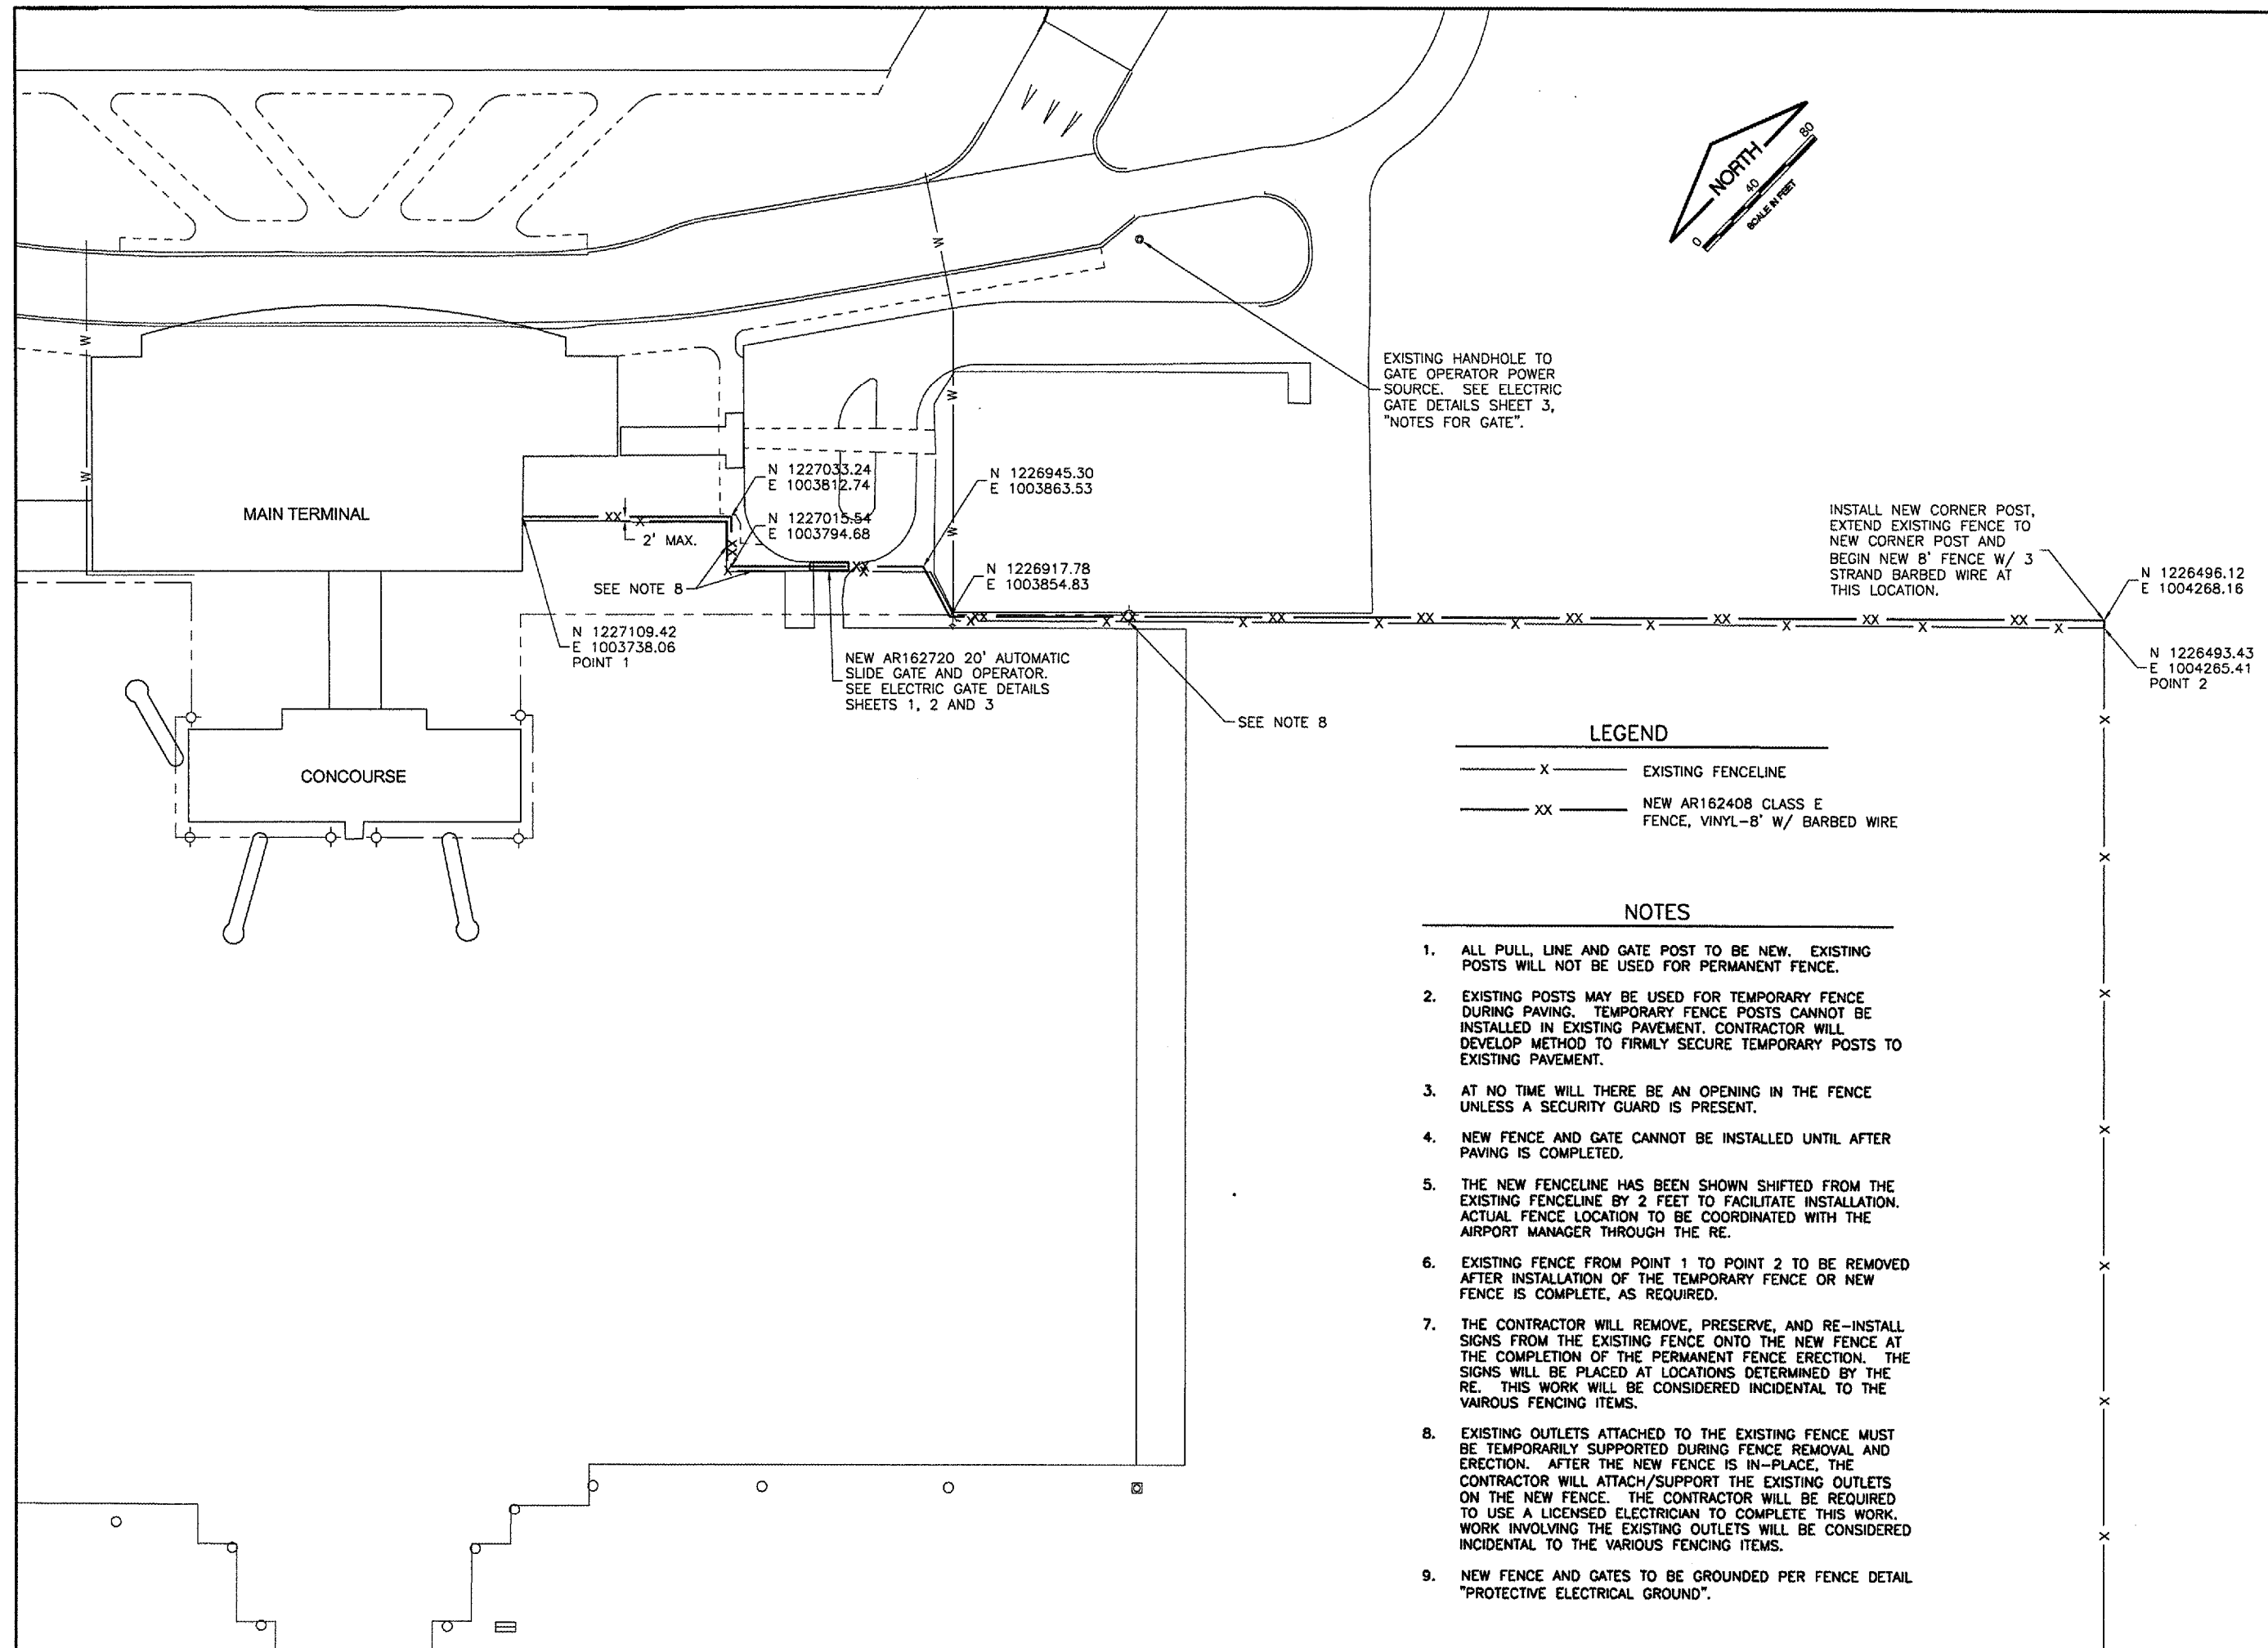 NORTH
0
40
80
SCALE IN FEET
W
W
W
W
W
W
EXISTING HANDHOLE TO
GATE OPERATOR POWER
SOURCE. SEE ELECTRIC
GATE DETAILS SHEET 3,
"NOTES FOR GATE".
N 1227033.24
E 1003812.74
N 1226945.30
E 1003863.53
MAIN TERMINAL
2' MAX.
N 1227015.54
E 1003794.68
SEE NOTE 8
N 1226917.78
E 1003854.83
INSTALL NEW CORNER POST,
EXTEND EXISTING FENCE TO
NEW CORNER POST AND
BEGIN NEW 8' FENCE W/ 3
STRAND BARBED WIRE AT
THIS LOCATION.
N 1226496.12
E 1004268.16
N 1227109.42
E 1003738.06
POINT 1
NEW AR162720 20' AUTOMATIC
SLIDE GATE AND OPERATOR.
SEE ELECTRIC GATE DETAILS
SHEETS 1, 2 AND 3
N 1226493.43
E 1004265.41
POINT 2
SEE NOTE 8
CONCOURSE
LEGEND
X EXISTING FENCELINE
XX NEW AR162408 CLASS E
FENCE, VINYL-8' W/ BARBED WIRE
NOTES
1. ALL PULL, LINE AND GATE POST TO BE NEW. EXISTING
POSTS WILL NOT BE USED FOR PERMANENT FENCE.
2. EXISTING POSTS MAY BE USED FOR TEMPORARY FENCE
DURING PAVING. TEMPORARY FENCE POSTS CANNOT BE
INSTALLED IN EXISTING PAVEMENT. CONTRACTOR WILL
DEVELOP METHOD TO FIRMLY SECURE TEMPORARY POSTS TO
EXISTING PAVEMENT.
3. AT NO TIME WILL THERE BE AN OPENING IN THE FENCE
UNLESS A SECURITY GUARD IS PRESENT.
4. NEW FENCE AND GATE CANNOT BE INSTALLED UNTIL AFTER
PAVING IS COMPLETED.
5. THE NEW FENCELINE HAS BEEN SHOWN SHIFTED FROM THE
EXISTING FENCELINE BY 2 FEET TO FACILITATE INSTALLATION.
ACTUAL FENCE LOCATION TO BE COORDINATED WITH THE
AIRPORT MANAGER THROUGH THE RE.
6. EXISTING FENCE FROM POINT 1 TO POINT 2 TO BE REMOVED
AFTER INSTALLATION OF THE TEMPORARY FENCE OR NEW
FENCE IS COMPLETE, AS REQUIRED.
7. THE CONTRACTOR WILL REMOVE, PRESERVE, AND RE-INSTALL
SIGNS FROM THE EXISTING FENCE ONTO THE NEW FENCE AT
THE COMPLETION OF THE PERMANENT FENCE ERECTION. THE
SIGNS WILL BE PLACED AT LOCATIONS DETERMINED BY THE
RE. THIS WORK WILL BE CONSIDERED INCIDENTAL TO THE
VAIROUS FENCING ITEMS.
8. EXISTING OUTLETS ATTACHED TO THE EXISTING FENCE MUST
BE TEMPORARILY SUPPORTED DURING FENCE REMOVAL AND
ERECTION. AFTER THE NEW FENCE IS IN-PLACE, THE
CONTRACTOR WILL ATTACH/SUPPORT THE EXISTING OUTLETS
ON THE NEW FENCE. THE CONTRACTOR WILL BE REQUIRED
TO USE A LICENSED ELECTRICIAN TO COMPLETE THIS WORK.
WORK INVOLVING THE EXISTING OUTLETS WILL BE CONSIDERED
INCIDENTAL TO THE VARIOUS FENCING ITEMS.
9. NEW FENCE AND GATES TO BE GROUNDED PER FENCE DETAIL
"PROTECTIVE ELECTRICAL GROUND".